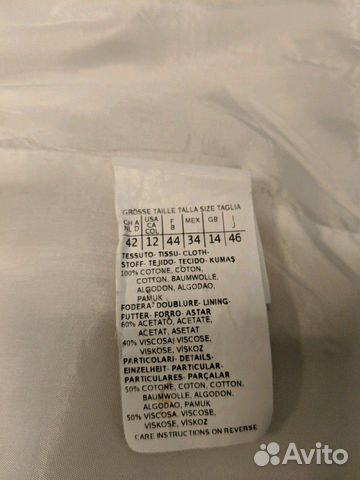 GRÖSSE TAILLE TALLA SIZE TAGLIA
CH A USA F MEX GB I
NL D CA B J
COL
42 12 44 34 14 46
TESSUTO- TISSU- CLOTH-
STOFF- TEJIDO- TECIDO- KUMAŞ
100% COTONE, COTON,
COTTON, BAUMWOLLE,
ALGODON, ALGODAO,
PAMUK
FODERA- DOUBLURE- LINING-
FUTTER- FORRO- ASTAR
60% ACETATO, ACETATE,
ACETAT, ASETAT
40% VISCOSA, VISCOSE,
VISKOSE, VISKOZ
PARTICOLARI- DETAILS-
EINZELHEIT- PARTICULAR-
PARTICULARES- PARÇALAR
50% COTONE, COTON, COTTON,
BAUMWOLLE, ALGODON,
ALGODAO, PAMUK
50% VISCOSA, VISCOSE,
VISKOSE, VISKOZ
CARE INSTRUCTIONS ON REVERSE
Avito